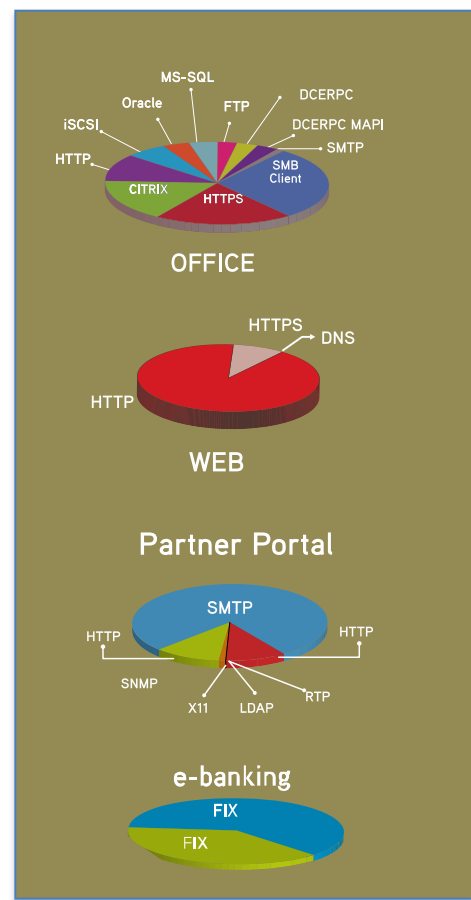 MS-SQL
Oracle
FTP
DCERPC
iSCSI
DCERPC MAPI
HTTP
SMTP
SMB
Client
CITRIX
HTTPS
OFFICE
HTTPS
DNS
HTTP
WEB
Partner Portal
SMTP
HTTP
HTTP
SNMP
X11
LDAP
RTP
e-banking
FIX
FIX